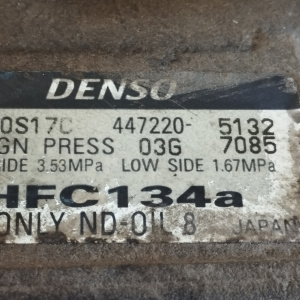 DENSO
0S17C 447220- 5132
GN PRESS 03G 7085
SIDE 3.53MPa LOW SIDE 1.67MPa
HFC134a
ONLY ND-OIL 8 JAPAN